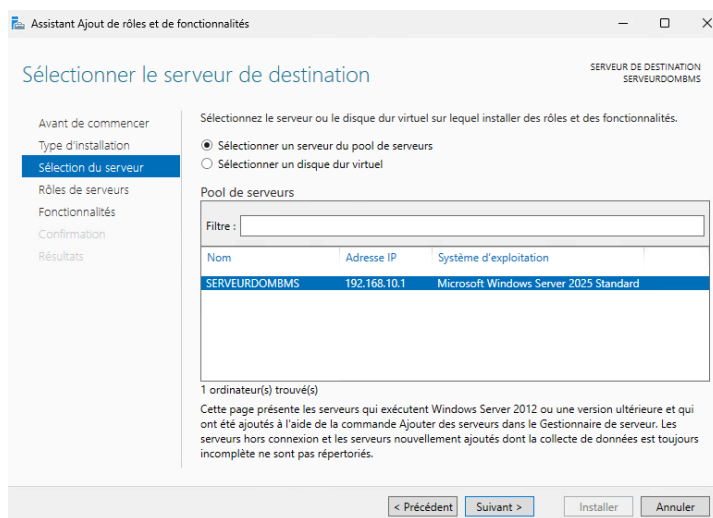 Assistant Ajout de rôles et de fonctionnalités
Sélectionner le serveur de destination
SERVEUR DE DESTINATION
SERVEURDOMBMS
Avant de commencer
Type d'installation
Sélection du serveur
Rôles de serveurs
Fonctionnalités
Confirmation
Résultats
Sélectionnez le serveur ou le disque dur virtuel sur lequel installer des rôles et des fonctionnalités.
Sélectionner un serveur du pool de serveurs
Sélectionner un disque dur virtuel
Pool de serveurs
Filtre :
Nom Adresse IP Système d'exploitation
SERVEURDOMBMS 192.168.10.1 Microsoft Windows Server 2025 Standard
1 ordinateur(s) trouvé(s)
Cette page présente les serveurs qui exécutent Windows Server 2012 ou une version ultérieure et qui
ont été ajoutés à l'aide de la commande Ajouter des serveurs dans le Gestionnaire de serveur. Les
serveurs hors connexion et les serveurs nouvellement ajoutés dont la collecte de données est toujours
incomplète ne sont pas répertoriés.
< Précédent Suivant > Installer Annuler